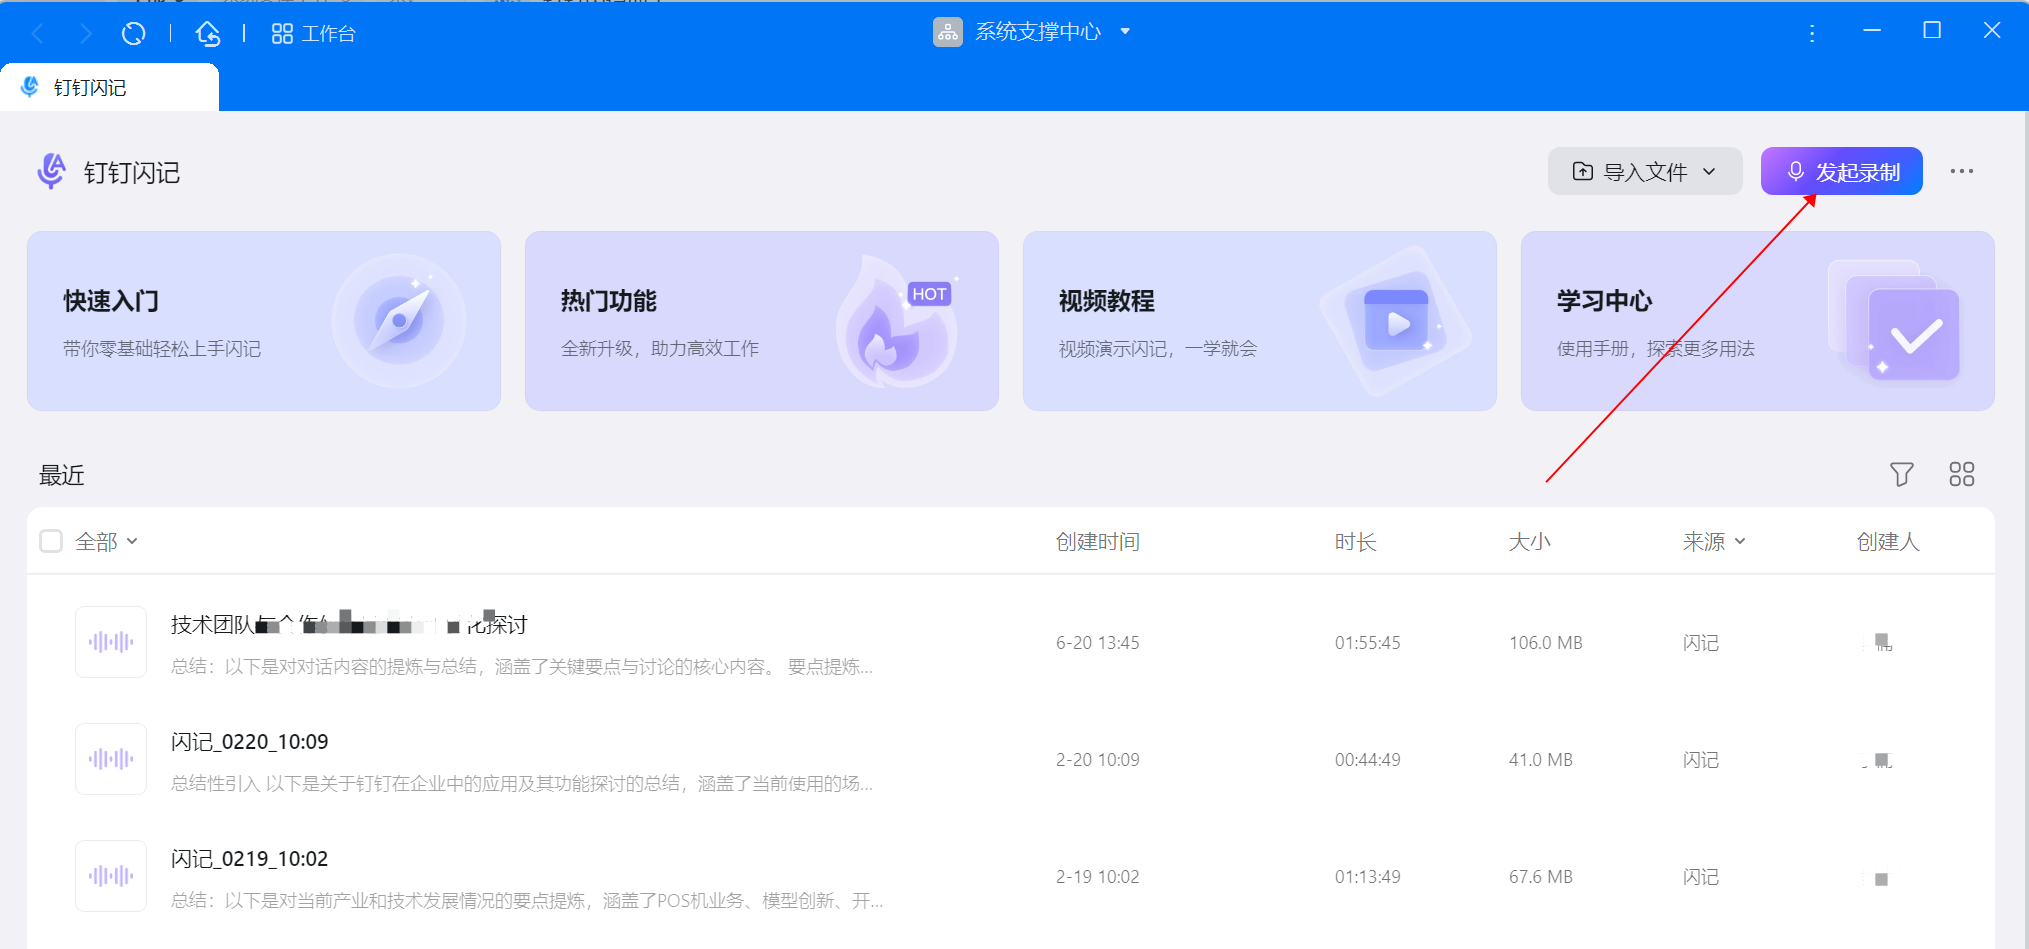 工作台
系统支撑中心
钉钉闪记
钉钉闪记
导入文件
发起录制
快速入门
带你零基础轻松上手闪记
热门功能
全新升级，助力高效工作
HOT
视频教程
视频演示闪记，一学就会
学习中心
使用手册，探索更多用法
最近
全部 创建时间 时长 大小 来源 创建人
技术团队 探讨
总结：以下是对对话内容的提炼与总结，涵盖了关键要点与讨论的核心内容。 要点提炼...
6-20 13:45 01:55:45 106.0 MB 闪记
闪记_0220_10:09
总结性引入 以下是关于钉钉在企业中的应用及其功能探讨的总结，涵盖了当前使用的场...
2-20 10:09 00:44:49 41.0 MB 闪记
闪记_0219_10:02
总结：以下是对当前产业和技术发展情况的要点提炼，涵盖了POS机业务、模型创新、开...
2-19 10:02 01:13:49 67.6 MB 闪记